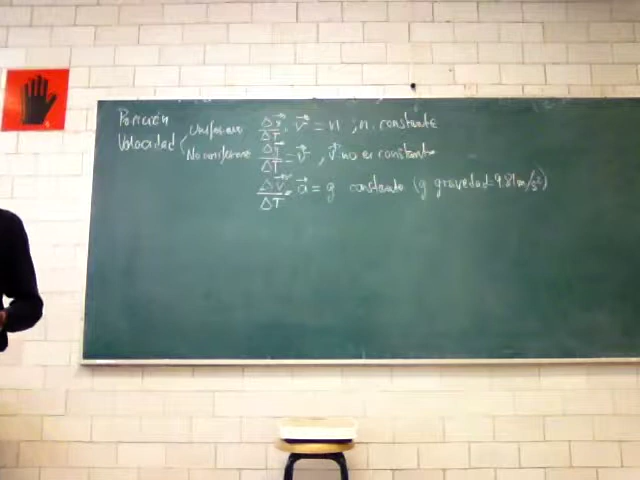 Posición
Velocidad { Uniforme
No uniforme
Δx⃗/ΔT = v⃗ = n ; n. constante
Δx⃗/ΔT = v⃗ , v⃗ no es constante
Δv⃗/ΔT = a⃗ = g constante (g gravedad=9.81m/s²)